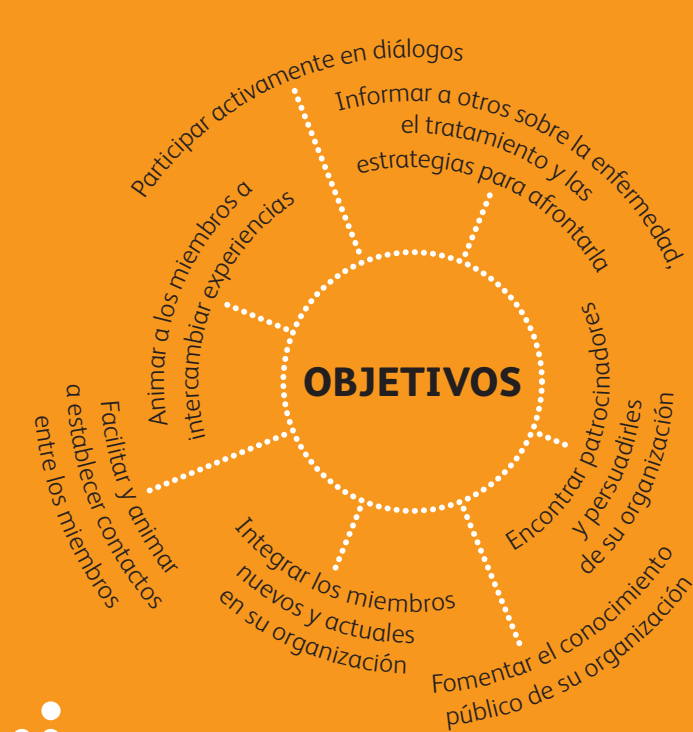 Participar activamente en diálogos
Informar a otros sobre la enfermedad,
el tratamiento y las
estrategias para afrontarla
Animar a los miembros a
intercambiar experiencias
OBJETIVOS
Encontrar patrocinadores
y persuadirles
de su organización
Facilitar y animar
a establecer contactos
entre los miembros
Integrar los miembros
nuevos y actuales
en su organización
Fomentar el conocimiento
público de su organización